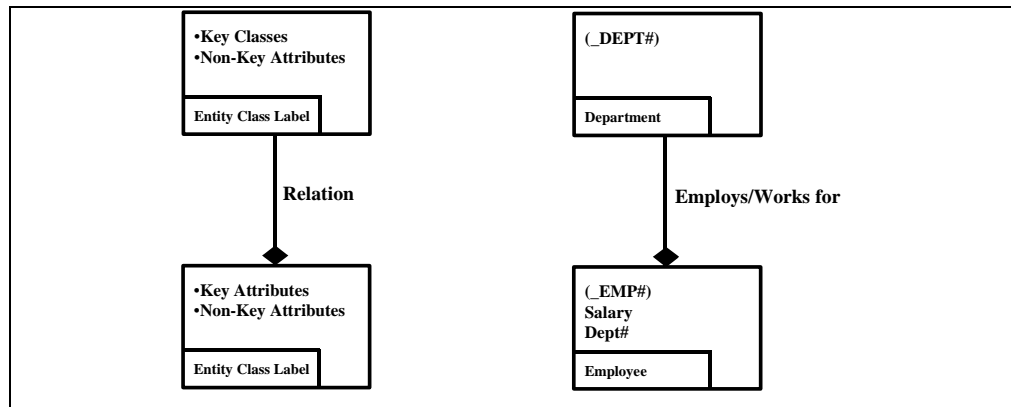 •Key Classes
•Non-Key Attributes
Entity Class Label
Relation
•Key Attributes
•Non-Key Attributes
Entity Class Label
(_DEPT#)
Department
Employs/Works for
(_EMP#)
Salary
Dept#
Employee